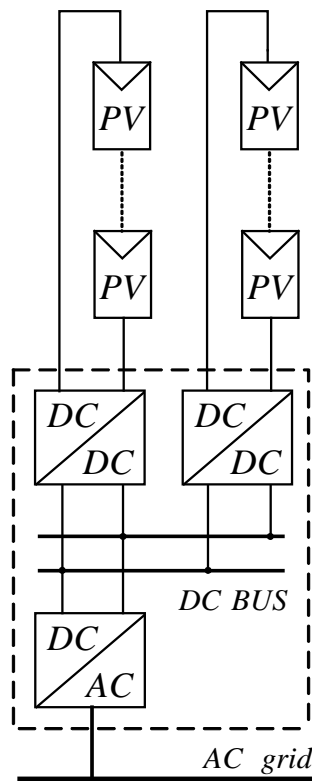 PV PV
PV PV
DC DC
DC DC
DC BUS
DC
AC
AC grid